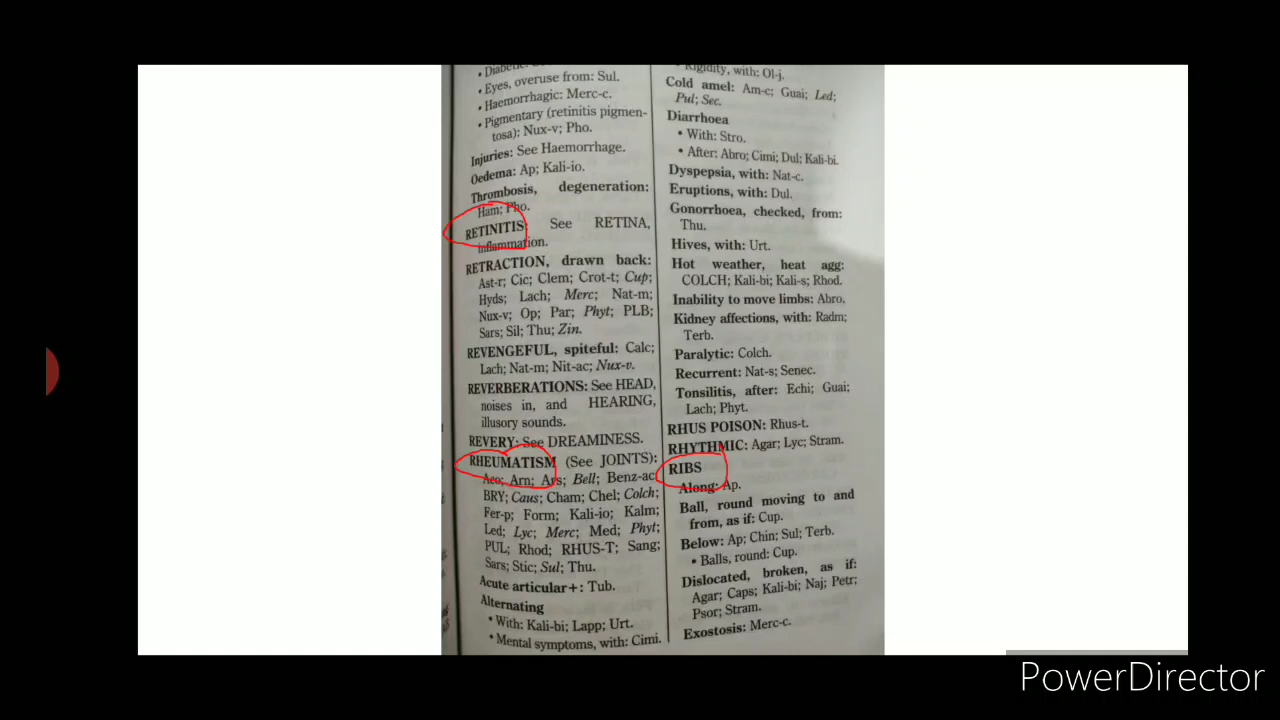 • Diabetic:
• Eyes, overuse from: Sul.
• Haemorrhagic: Merc-c.
• Pigmentary (retinitis pigmen-
tosa): Nux-v; Pho.
Injuries: See Haemorrhage.
Oedema: Ap; Kali-io.
Thrombosis, degeneration:
Ham; Pho.
RETINITIS: See RETINA,
inflammation.
RETRACTION, drawn back:
Ast-r; Cic; Clem; Crot-t; Cup;
Hyds; Lach; Merc; Nat-m;
Nux-v; Op; Par; Phyt; PLB;
Sars; Sil; Thu; Zin.
REVENGEFUL, spiteful: Calc;
Lach; Nat-m; Nit-ac; Nux-v.
REVERBERATIONS: See HEAD,
noises in, and HEARING,
illusory sounds.
REVERY: See DREAMINESS.
RHEUMATISM (See JOINTS):
Aco; Arn; Ars; Bell; Benz-ac
BRY; Caus; Cham; Chel; Colch;
Fer-p; Form; Kali-io; Kalm;
Led; Lyc; Merc; Med; Phyt;
PUL; Rhod; RHUS-T; Sang;
Sars; Stic; Sul; Thu.
Acute articular+: Tub.
Alternating
• With: Kali-bi; Lapp; Urt.
• Mental symptoms, with: Cimi.
• Rigidity, with: Ol-j.
Cold amel: Am-c; Guai; Led;
Pul; Sec.
Diarrhoea
• With: Stro.
• After: Abro; Cimi; Dul; Kali-bi.
Dyspepsia, with: Nat-c.
Eruptions, with: Dul.
Gonorrhoea, checked, from:
Thu.
Hives, with: Urt.
Hot weather, heat agg:
COLCH; Kali-bi; Kali-s; Rhod.
Inability to move limbs: Abro.
Kidney affections, with: Radm;
Terb.
Paralytic: Colch.
Recurrent: Nat-s; Senec.
Tonsilitis, after: Echi; Guai;
Lach; Phyt.
RHUS POISON: Rhus-t.
RHYTHMIC: Agar; Lyc; Stram.
RIBS
Along: Ap.
Ball, round moving to and
from, as if: Cup.
Below: Ap; Chin; Sul; Terb.
• Balls, round: Cup.
Dislocated, broken, as if:
Agar; Caps; Kali-bi; Naj; Petr;
Psor; Stram.
Exostosis: Merc-c.
PowerDirector